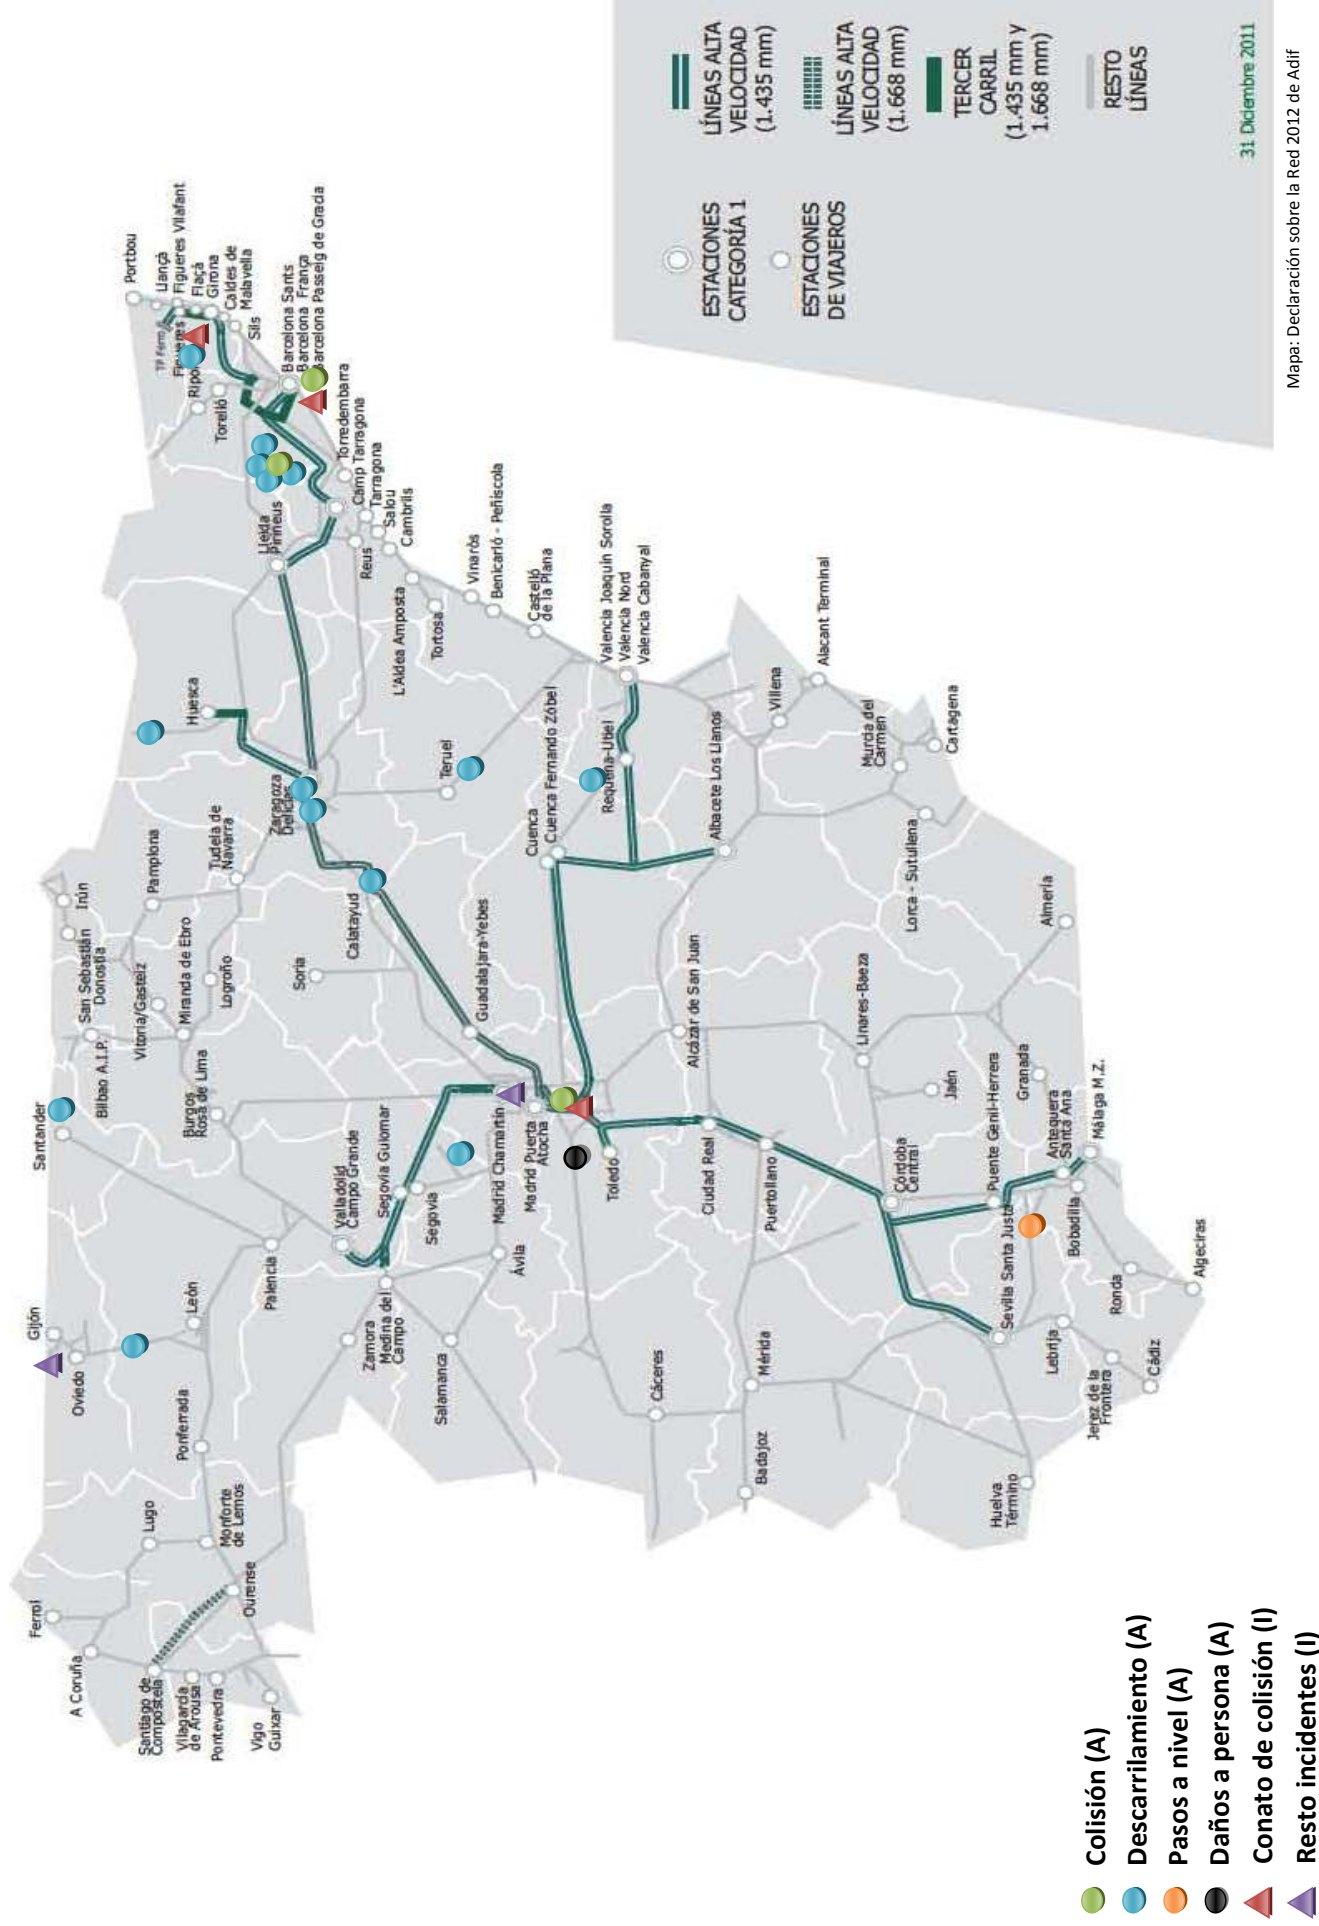 Portbou
Llançà
Figueres Vilafant
Flaçà
Girona
Caldes de
Malavella
Sils
Figueres
Torelló
Barcelona Sants
Barcelona França
Barcelona Passeig de Gracia
Torredembarra
Camp Tarragona
Tarragona
Salou
Cambrils
Reus
Lleida
Pirineus
L'Aldea Amposta
Tortosa
Vinaròs
Benicarló - Peñíscola
Castelló
de la Plana
Valencia Joaquín Sorolla
Valencia Nord
Valencia Cabanyal
Huesca
Zaragoza
Delicias
Teruel
Tudela de
Navarra
Pamplona
Irún
San Sebastián
Donostia
Vitoria/Gasteiz
Miranda de Ebro
Logroño
Bilbao A.I.P.
Burgos
Rosa de Lima
Soria
Calatayud
Guadalajara-Yebes
Cuenca
Cuenca Fernando Zóbel
Requena-Utiel
Albacete Los Llanos
Villena
Alacant Terminal
Murcia del
Carmen
Cartagena
Lorca - Sutullena
Almería
Alcázar de San Juan
Linares-Baeza
Jaén
Granada
Antequera
Santa Ana
Málaga M.Z.
Puente Genil-Herrera
Bobadilla
Ronda
Algeciras
Córdoba
Central
Sevilla Santa Justa
Lebrija
Jerez de la
Frontera
Cádiz
Huelva
Término
Puertollano
Ciudad Real
Toledo
Madrid Chamartín
Madrid Puerta
Atocha
Segovia Guiomar
Segovia
Valladolid
Campo Grande
Ávila
Medina del
Campo
Zamora
Salamanca
Cáceres
Mérida
Badajoz
Santander
Gijón
Oviedo
León
Palencia
Ponferrada
Lugo
Monforte
de Lemos
Ourense
Ferrol
A Coruña
Santiago de
Compostela
Vilagarcía
de Arousa
Pontevedra
Vigo
Guixar
ESTACIONES
CATEGORÍA 1
ESTACIONES
DE VIAJEROS
LÍNEAS ALTA
VELOCIDAD
(1.435 mm)
LÍNEAS ALTA
VELOCIDAD
(1.668 mm)
TERCER
CARRIL
(1.435 mm y
1.668 mm)
RESTO
LÍNEAS
31 Diciembre 2011
Mapa: Declaración sobre la Red 2012 de Adif
Colisión (A)
Descarrilamiento (A)
Pasos a nivel (A)
Daños a persona (A)
Conato de colisión (I)
Resto incidentes (I)